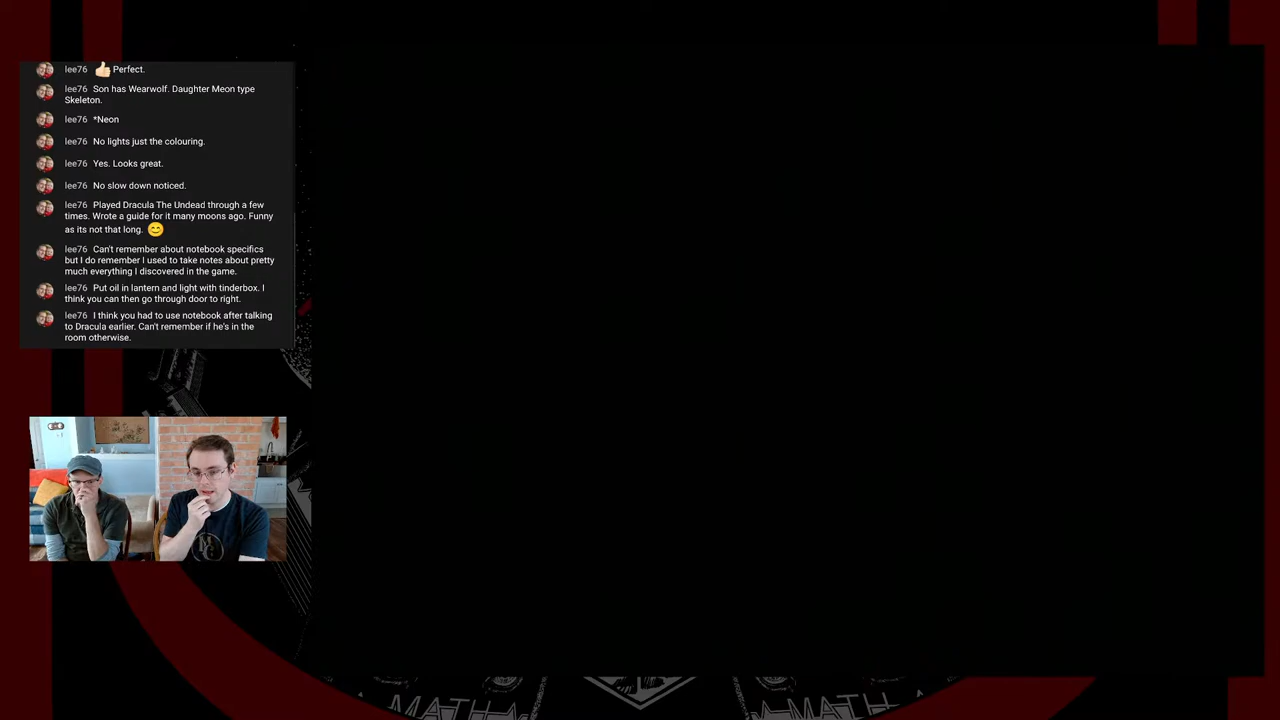 lee76 👍🏻 Perfect.
lee76 Son has Wearwolf. Daughter Meon type
Skeleton.
lee76 *Neon
lee76 No lights just the colouring.
lee76 Yes. Looks great.
lee76 No slow down noticed.
lee76 Played Dracula The Undead through a few
times. Wrote a guide for it many moons ago. Funny
as its not that long. 😊
lee76 Can't remember about notebook specifics
but I do remember I used to take notes about pretty
much everything I discovered in the game.
lee76 Put oil in lantern and light with tinderbox. I
think you can then go through door to right.
lee76 I think you had to use notebook after talking
to Dracula earlier. Can't remember if he's in the
room otherwise.
A MATH A
A MATH A